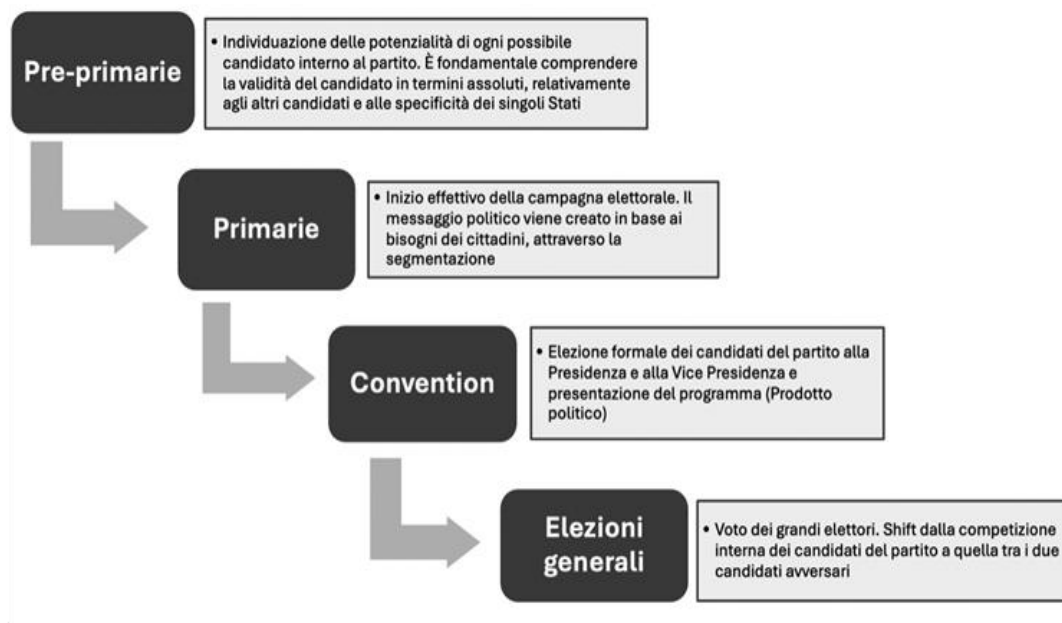 Pre-primarie
• Individuazione delle potenzialità di ogni possibile
candidato interno al partito. È fondamentale comprendere
la validità del candidato in termini assoluti, relativamente
agli altri candidati e alle specificità dei singoli Stati
Primarie
• Inizio effettivo della campagna elettorale. Il
messaggio politico viene creato in base ai
bisogni dei cittadini, attraverso la
segmentazione
Convention
• Elezione formale dei candidati del partito alla
Presidenza e alla Vice Presidenza e
presentazione del programma (Prodotto
politico)
Elezioni
generali
• Voto dei grandi elettori. Shift dalla competizione
interna dei candidati del partito a quella tra i due
candidati avversari